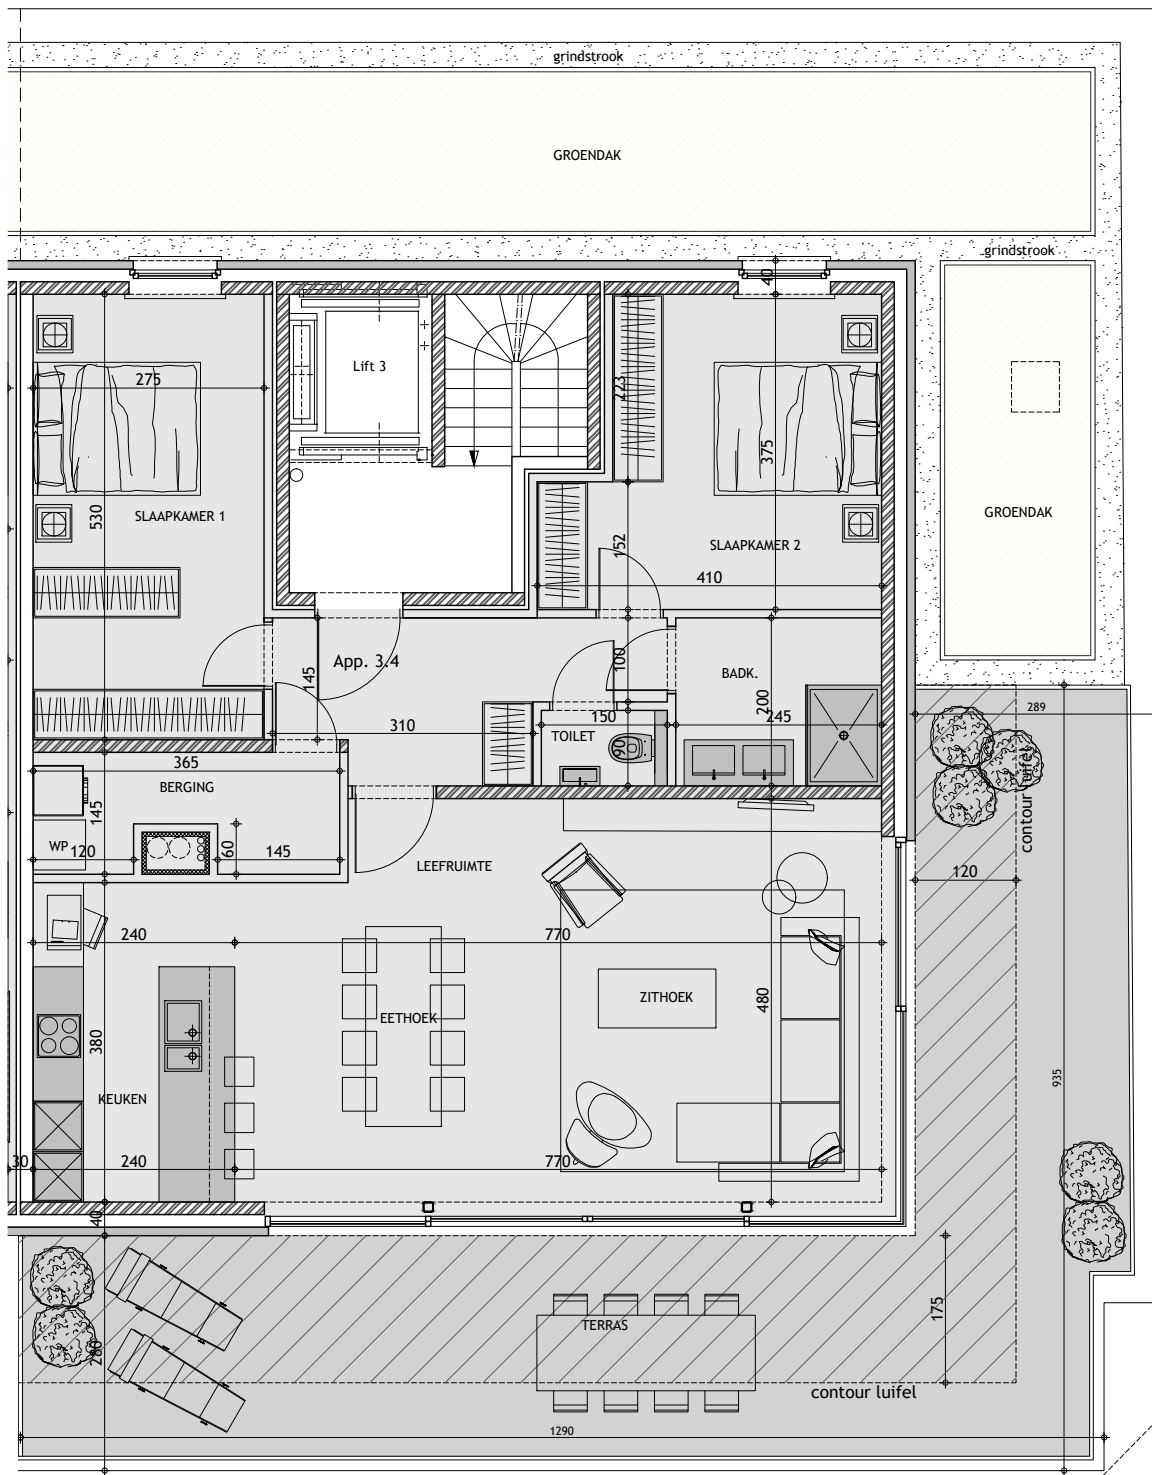 grindstrook
GROENDAK
grindstrook
40
Lift 3
275
223
375
530
SLAAPKAMER 1
GROENDAK
152
SLAAPKAMER 2
410
App. 3.4
145
100
BADK.
200
310
150
245
289
TOILET
90
365
BERGING
145
contour luifel
WP
120
60
145
LEEFRUIMTE
120
240
770
ZITHOEK
480
EETHOEK
380
935
KEUKEN
30
240
770
40
175
TERRAS
280
contour luifel
1290